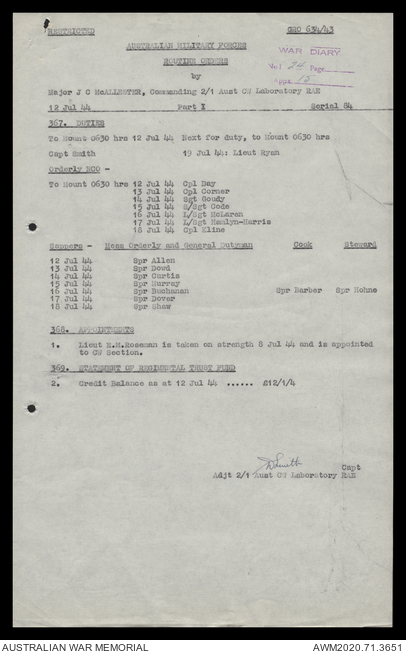 RESTRICTED
GRO 634/43
AUSTRALIAN MILITARY FORCES
WAR DIARY
ROUTINE ORDERS
Vol 24 Page
by
Appx 15
Major J C McALLESTER, Commanding 2/1 Aust CW Laboratory RAE
12 Jul 44 Part I Serial 84
367. DUTIES
To Mount 0630 hrs 12 Jul 44 Next for duty, to Mount 0630 hrs
Capt Smith 19 Jul 44: Lieut Ryan
Orderly NCO -
To Mount 0630 hrs 12 Jul 44 Cpl Day
13 Jul 44 Cpl Corner
14 Jul 44 Sgt Goudy
15 Jul 44 S/Sgt Code
16 Jul 44 L/Sgt McLaren
17 Jul 44 L/Sgt Hamlyn-Harris
18 Jul 44 Cpl Kline
Sappers - Mess Orderly and General Dutyman Cook Steward
12 Jul 44 Spr Allen
13 Jul 44 Spr Dowd
14 Jul 44 Spr Curtis
15 Jul 44 Spr Murray
16 Jul 44 Spr Buchanan Spr Barber Spr Hohne
17 Jul 44 Spr Dover
18 Jul 44 Spr Shaw
368. APPOINTMENTS
1. Lieut E.M.Roseman is taken on strength 8 Jul 44 and is appointed
to CW Section.
369. STATEMENT OF REGIMENTAL TRUST FUND
2. Credit Balance as at 12 Jul 44 ...... £12/1/4
Smith Capt
Adjt 2/1 Aust CW Laboratory RAE
AUSTRALIAN WAR MEMORIAL
AWM2020.71.3651